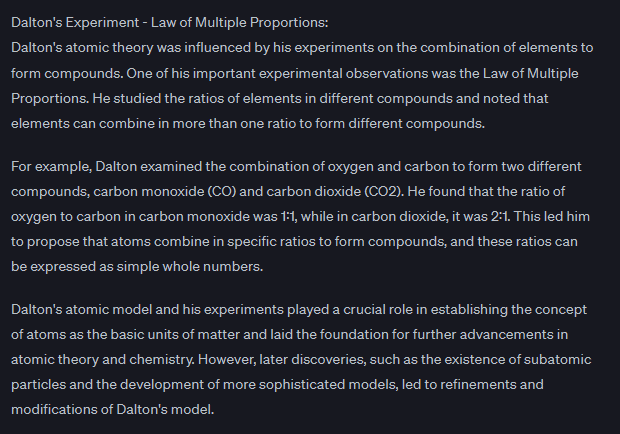 Dalton's Experiment - Law of Multiple Proportions:
Dalton's atomic theory was influenced by his experiments on the combination of elements to
form compounds. One of his important experimental observations was the Law of Multiple
Proportions. He studied the ratios of elements in different compounds and noted that
elements can combine in more than one ratio to form different compounds.
For example, Dalton examined the combination of oxygen and carbon to form two different
compounds, carbon monoxide (CO) and carbon dioxide (CO2). He found that the ratio of
oxygen to carbon in carbon monoxide was 1:1, while in carbon dioxide, it was 2:1. This led him
to propose that atoms combine in specific ratios to form compounds, and these ratios can
be expressed as simple whole numbers.
Dalton's atomic model and his experiments played a crucial role in establishing the concept
of atoms as the basic units of matter and laid the foundation for further advancements in
atomic theory and chemistry. However, later discoveries, such as the existence of subatomic
particles and the development of more sophisticated models, led to refinements and
modifications of Dalton's model.